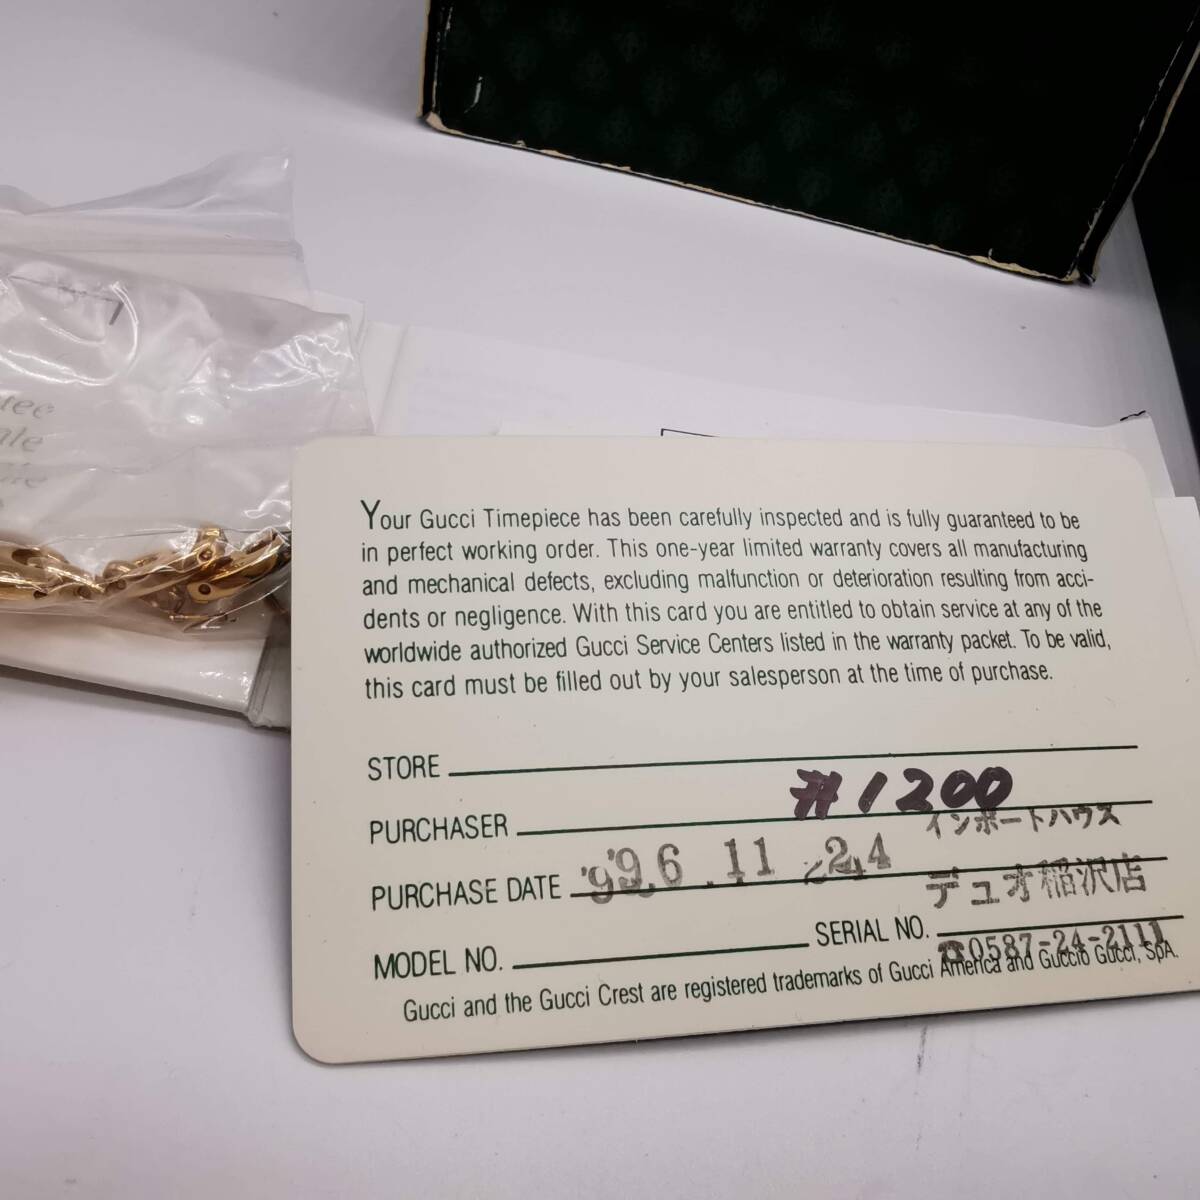 Your Gucci Timepiece has been carefully inspected and is fully guaranteed to be
in perfect working order. This one-year limited warranty covers all manufacturing
and mechanical defects, excluding malfunction or deterioration resulting from acci-
dents or negligence. With this card you are entitled to obtain service at any of the
worldwide authorized Gucci Service Centers listed in the warranty packet. To be valid,
this card must be filled out by your salesperson at the time of purchase.
STORE
#1200
PURCHASER
インポートハウス
PURCHASE DATE '96.11.24
デュオ稲沢店
MODEL NO. SERIAL NO.
☎0587-24-2111
Gucci and the Gucci Crest are registered trademarks of Gucci America and Guccio Gucci, SpA.